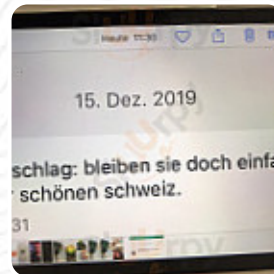 Heute 11:30
15. Dez. 2019
schlag: bleiben sie doch einfa
schönen schweiz.
31